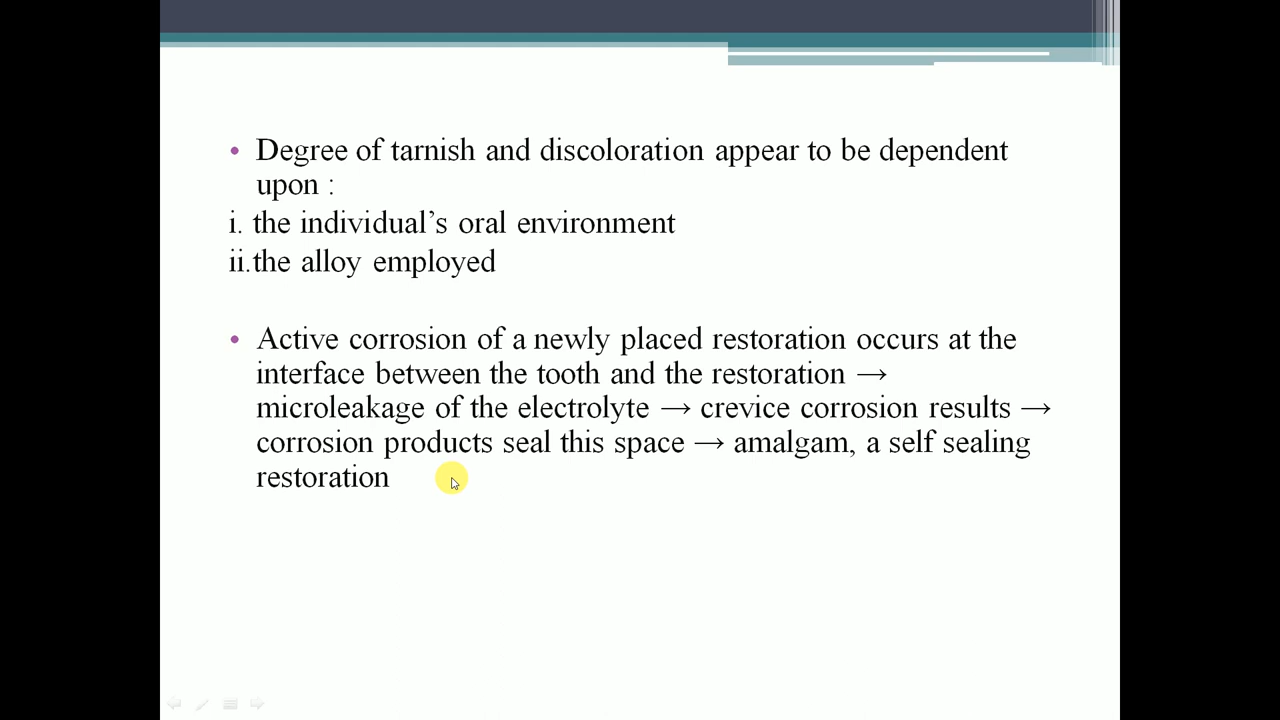 • Degree of tarnish and discoloration appear to be dependent
upon :
i. the individual’s oral environment
ii.the alloy employed
• Active corrosion of a newly placed restoration occurs at the
interface between the tooth and the restoration →
microleakage of the electrolyte → crevice corrosion results →
corrosion products seal this space → amalgam, a self sealing
restoration